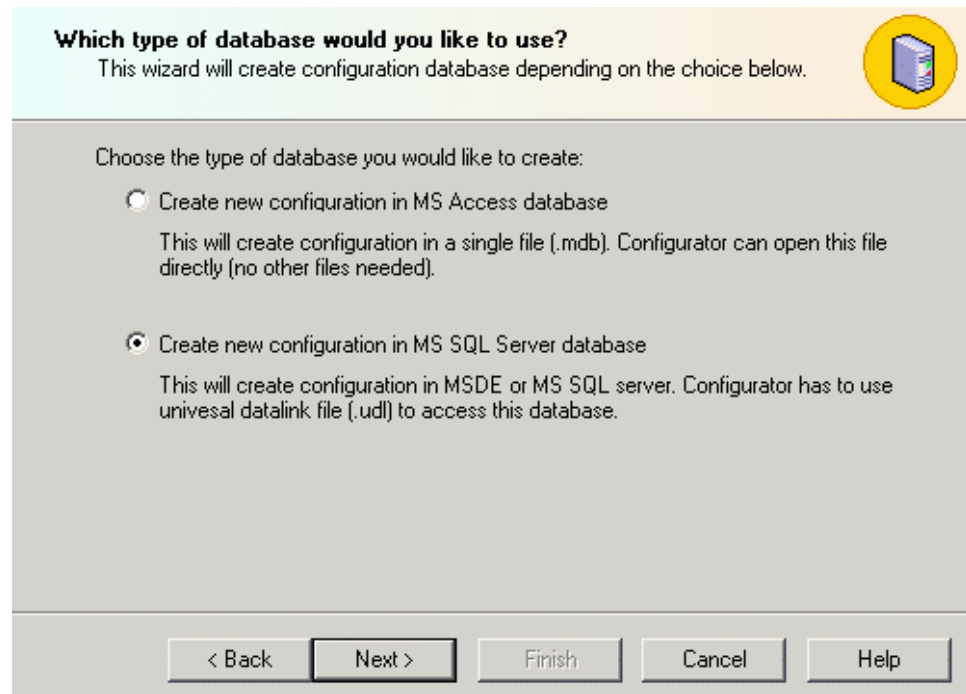 Which type of database would you like to use?
This wizard will create configuration database depending on the choice below.
Choose the type of database you would like to create:
Create new configuration in MS Access database
This will create configuration in a single file (.mdb). Configurator can open this file
directly (no other files needed).
Create new configuration in MS SQL Server database
This will create configuration in MSDE or MS SQL server. Configurator has to use
univesal datalink file (.udl) to access this database.
< Back
Next >
Finish
Cancel
Help